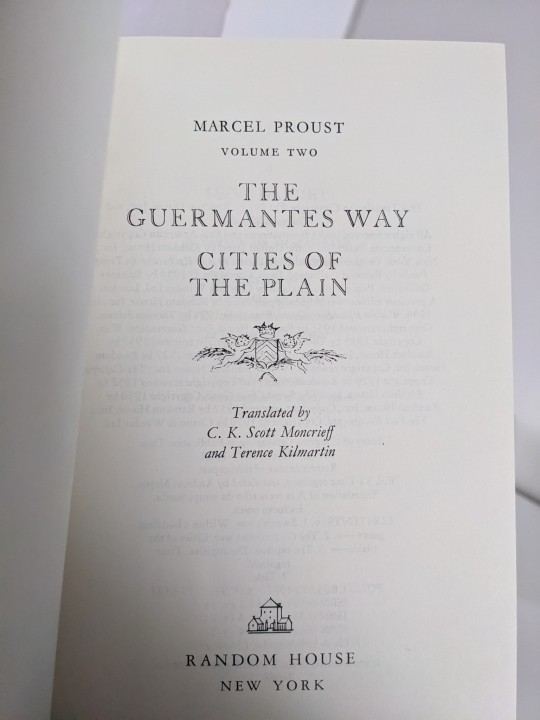 MARCEL PROUST
VOLUME TWO
THE
GUERMANTES WAY
CITIES OF
THE PLAIN
Translated by
C. K. Scott Moncrieff
and Terence Kilmartin
RANDOM HOUSE
NEW YORK